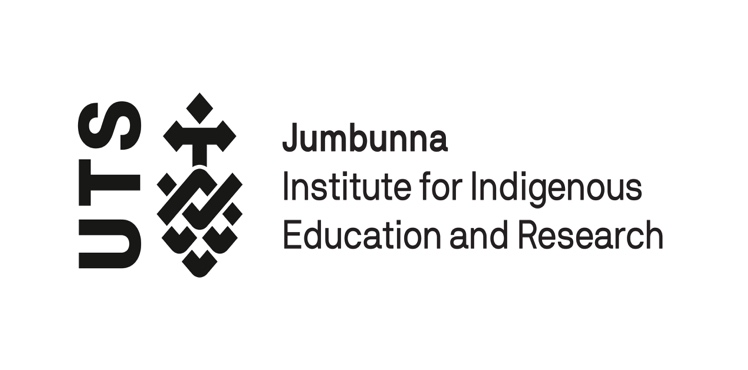 UTS
Jumbunna
Institute for Indigenous
Education and Research